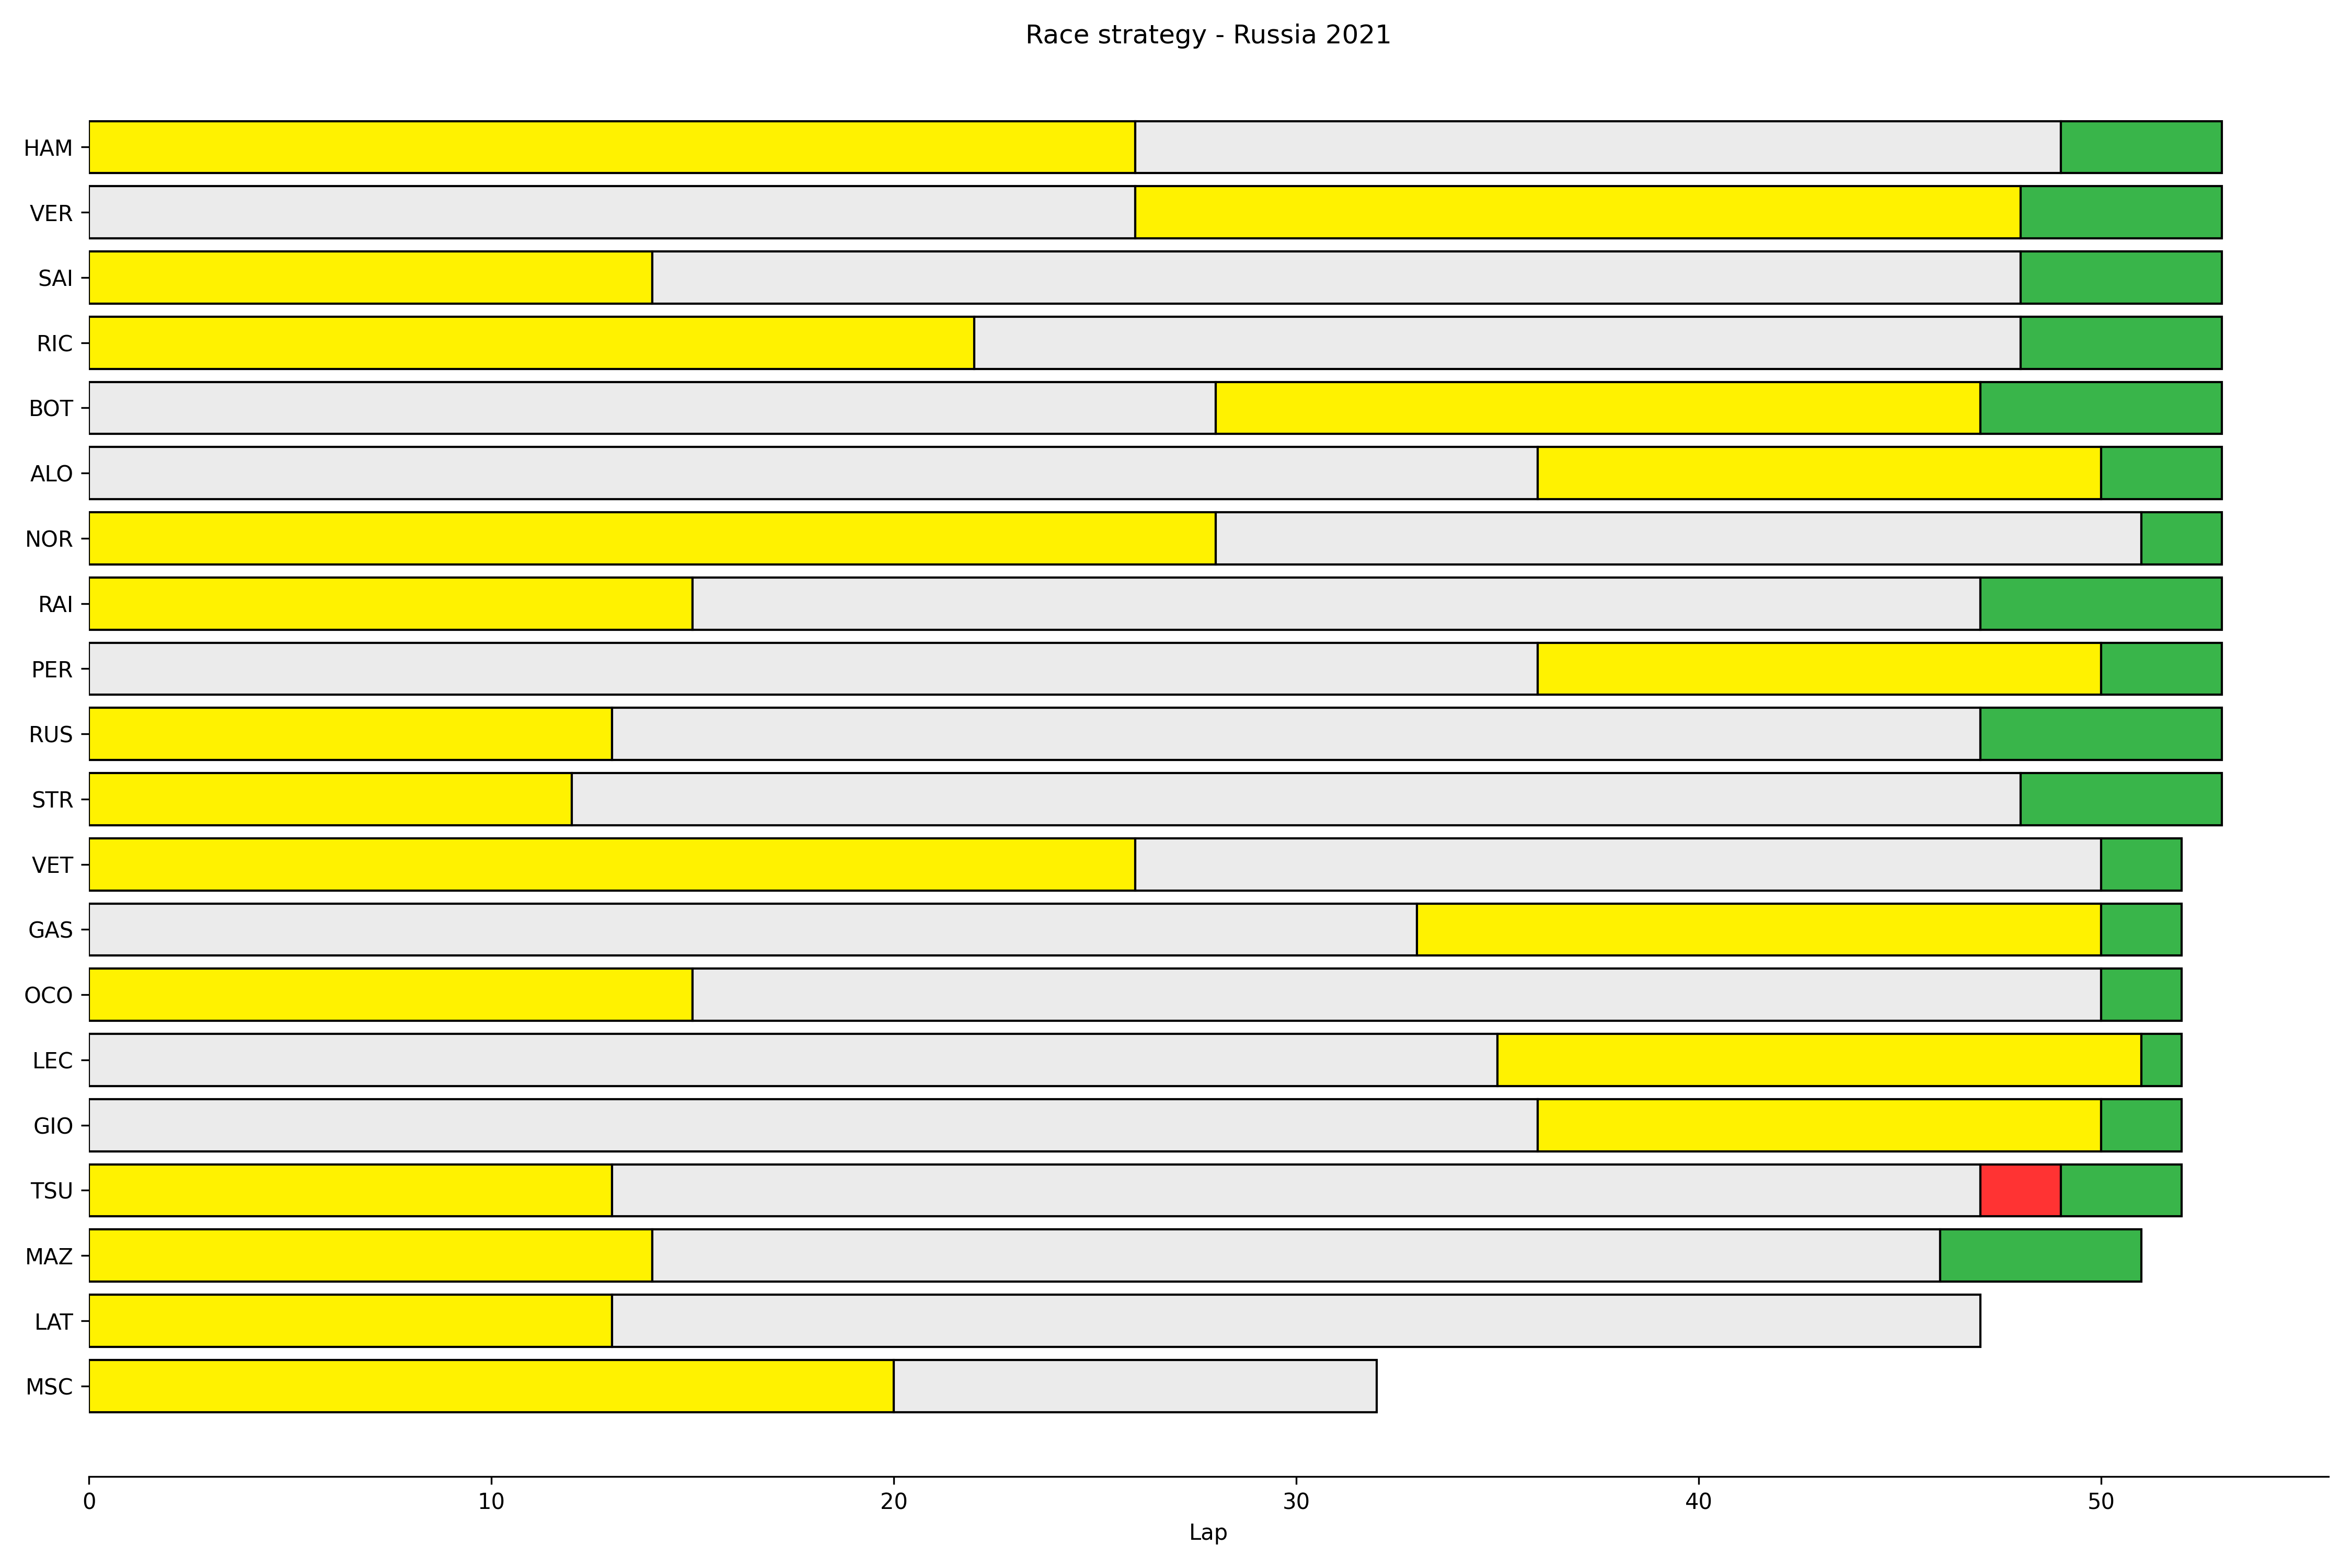 Race strategy - Russia 2021
HAM
VER
SAI
RIC
BOT
ALO
NOR
RAI
PER
RUS
STR
VET
GAS
OCO
LEC
GIO
TSU
MAZ
LAT
MSC
0 10 20 30 40 50
Lap